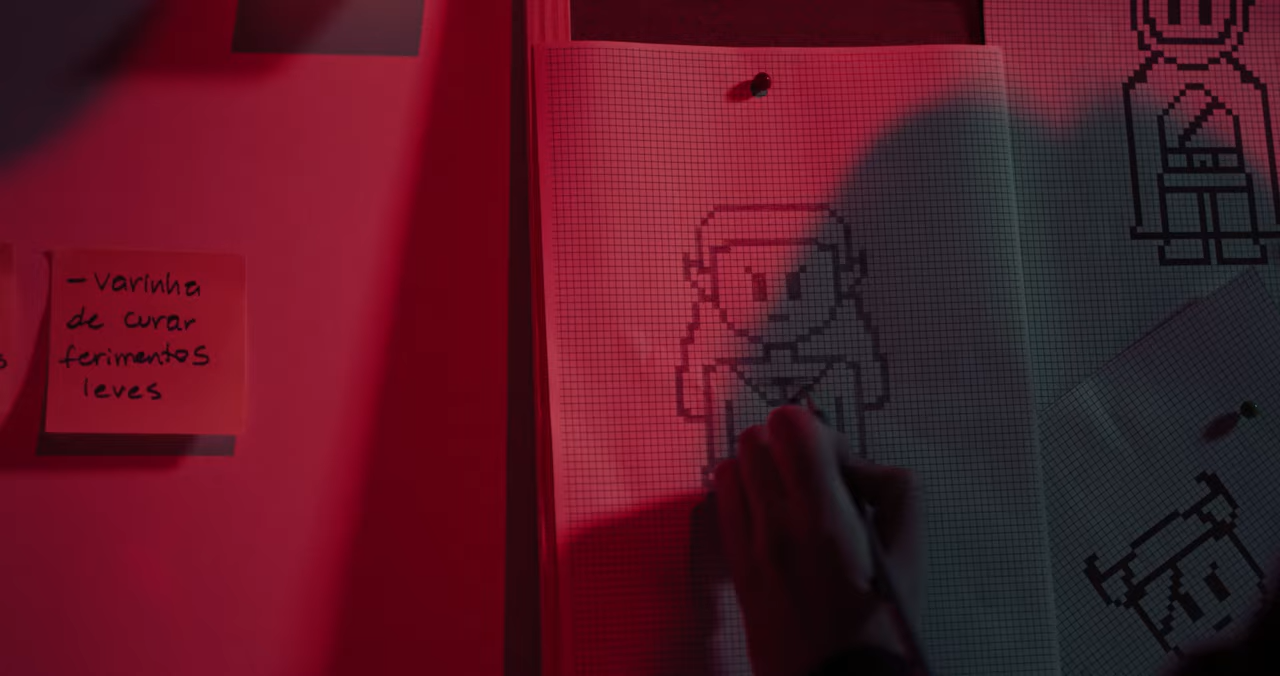 - varinha
de curar
ferimentos
leves